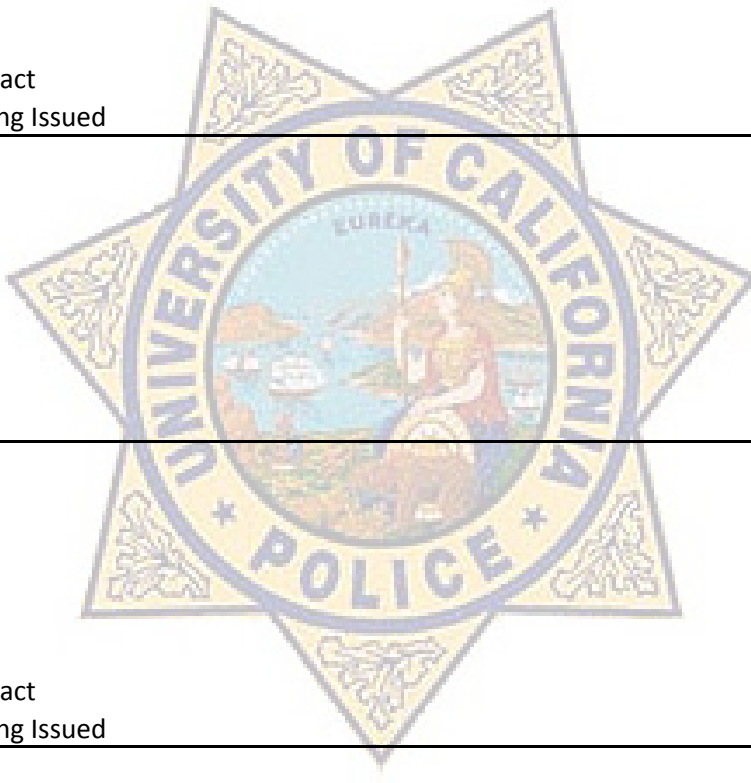 act
ng Issued
UNIVERSITY OF CALIFORNIA
EUREKA
* POLICE *
act
ng Issued